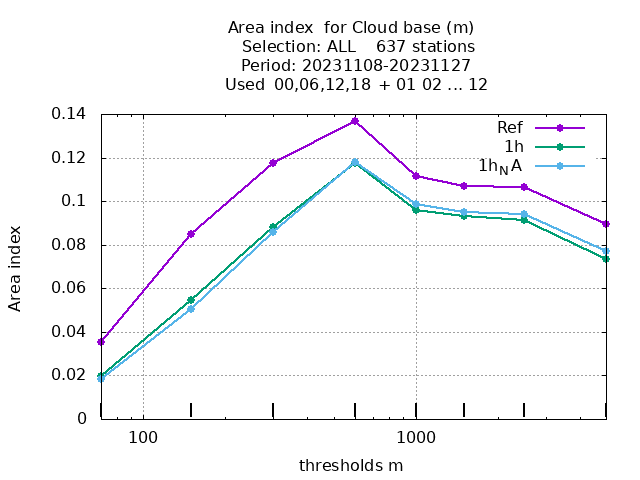 Area index  for Cloud base (m)
Selection: ALL    637 stations
Period: 20231108-20231127
Used  00,06,12,18  + 01 02 ... 12
0.14
0.12
0.1
0.08
0.06
0.04
0.02
0
Area index
Ref
1h
1h_N A
100
1000
thresholds m